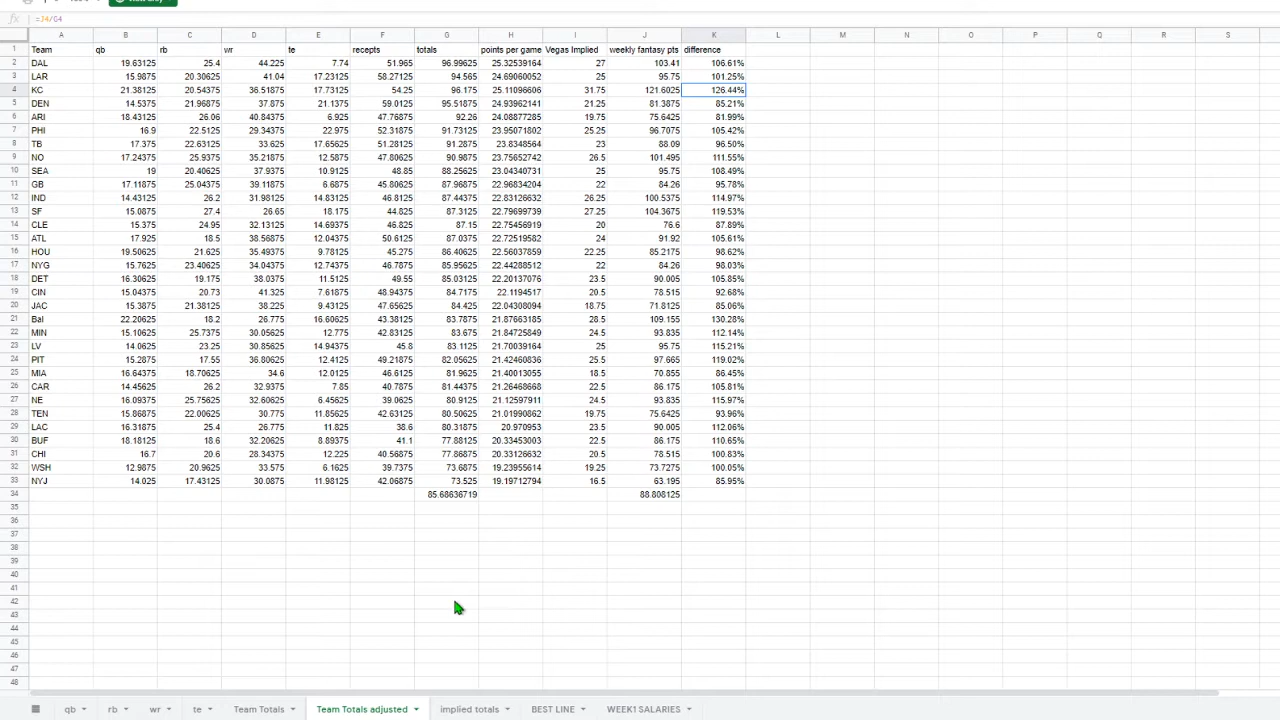 =J4/G4
A B C D E F G H I J K L M N O P Q R S
1 Team qb rb wr te recepts totals points per game Vegas Implied weekly fantasy pts difference
2 DAL 19.63125 25.4 44.225 7.74 51.965 96.99625 25.32539164 27 103.41 106.61%
3 LAR 15.9875 20.30625 41.04 17.23125 58.27125 94.565 24.69060052 25 95.75 101.25%
4 KC 21.38125 20.54375 36.51875 17.73125 54.25 96.175 25.11096606 31.75 121.6025 126.44%
5 DEN 14.5375 21.96875 37.875 21.1375 59.0125 95.51875 24.93962141 21.25 81.3875 85.21%
6 ARI 18.43125 26.06 40.84375 6.925 47.76875 92.26 24.08877285 19.75 75.6425 81.99%
7 PHI 16.9 22.5125 29.34375 22.975 52.31875 91.73125 23.95071802 25.25 96.7075 105.42%
8 TB 17.375 22.63125 33.625 17.65625 51.28125 91.2875 23.8348564 23 88.09 96.50%
9 NO 17.24375 25.9375 35.21875 12.5875 47.80625 90.9875 23.75652742 26.5 101.495 111.55%
10 SEA 19 20.40625 37.9375 10.9125 48.85 88.25625 23.04340731 25 95.75 108.49%
11 GB 17.11875 25.04375 39.11875 6.6875 45.80625 87.96875 22.96834204 22 84.26 95.78%
12 IND 14.43125 26.2 31.98125 14.83125 46.8125 87.44375 22.83126632 26.25 100.5375 114.97%
13 SF 15.0875 27.4 26.65 18.175 44.825 87.3125 22.79699739 27.25 104.3675 119.53%
14 CLE 15.375 24.95 32.13125 14.69375 46.825 87.15 22.75456919 20 76.6 87.89%
15 ATL 17.925 18.5 38.56875 12.04375 50.6125 87.0375 22.72519582 24 91.92 105.61%
16 HOU 19.50625 21.625 35.49375 9.78125 45.275 86.40625 22.56037859 22.25 85.2175 98.62%
17 NYG 15.7625 23.40625 34.04375 12.74375 46.7875 85.95625 22.44288512 22 84.26 98.03%
18 DET 16.30625 19.175 38.0375 11.5125 49.55 85.03125 22.20137076 23.5 90.005 105.85%
19 CIN 15.04375 20.73 41.325 7.61875 48.94375 84.7175 22.1194517 20.5 78.515 92.68%
20 JAC 15.3875 21.38125 38.225 9.43125 47.65625 84.425 22.04308094 18.75 71.8125 85.06%
21 Bal 22.20625 18.2 26.775 16.60625 43.38125 83.7875 21.87663185 28.5 109.155 130.28%
22 MIN 15.10625 25.7375 30.05625 12.775 42.83125 83.675 21.84725849 24.5 93.835 112.14%
23 LV 14.0625 23.25 30.85625 14.94375 45.8 83.1125 21.70039164 25 95.75 115.21%
24 PIT 15.2875 17.55 36.80625 12.4125 49.21875 82.05625 21.42460836 25.5 97.665 119.02%
25 MIA 16.64375 18.70625 34.6 12.0125 46.6125 81.9625 21.40013055 18.5 70.855 86.45%
26 CAR 14.45625 26.2 32.9375 7.85 40.7875 81.44375 21.26468668 22.5 86.175 105.81%
27 NE 16.09375 25.75625 32.60625 6.45625 39.0625 80.9125 21.12597911 24.5 93.835 115.97%
28 TEN 15.86875 22.00625 30.775 11.85625 42.63125 80.50625 21.01990862 19.75 75.6425 93.96%
29 LAC 16.31875 25.4 26.775 11.825 38.6 80.31875 20.970953 23.5 90.005 112.06%
30 BUF 18.18125 18.6 32.20625 8.89375 41.1 77.88125 20.33453003 22.5 86.175 110.65%
31 CHI 16.7 20.6 28.34375 12.225 40.56875 77.86875 20.33126632 20.5 78.515 100.83%
32 WSH 12.9875 20.9625 33.575 6.1625 39.7375 73.6875 19.23955614 19.25 73.7275 100.05%
33 NYJ 14.025 17.43125 30.0875 11.98125 42.06875 73.525 19.19712794 16.5 63.195 85.95%
34 85.68636719 88.808125
35
36
37
38
39
40
41
42
43
44
45
46
47
48
qb rb wr te Team Totals Team Totals adjusted implied totals BEST LINE WEEK1 SALARIES